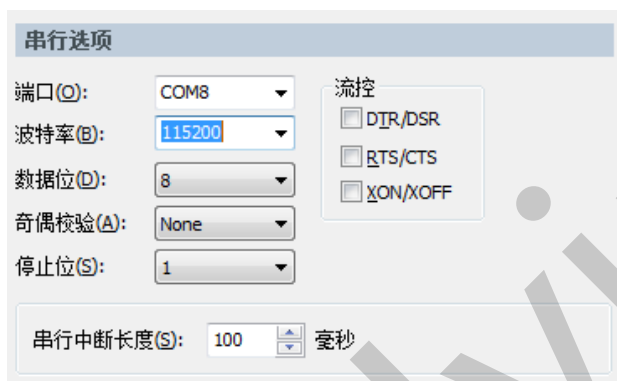 串行选项
端口(O): COM8
波特率(B): 115200
数据位(D): 8
奇偶校验(A): None
停止位(S): 1
流控
DTR/DSR
RTS/CTS
XON/XOFF
串行中断长度(S): 100 毫秒